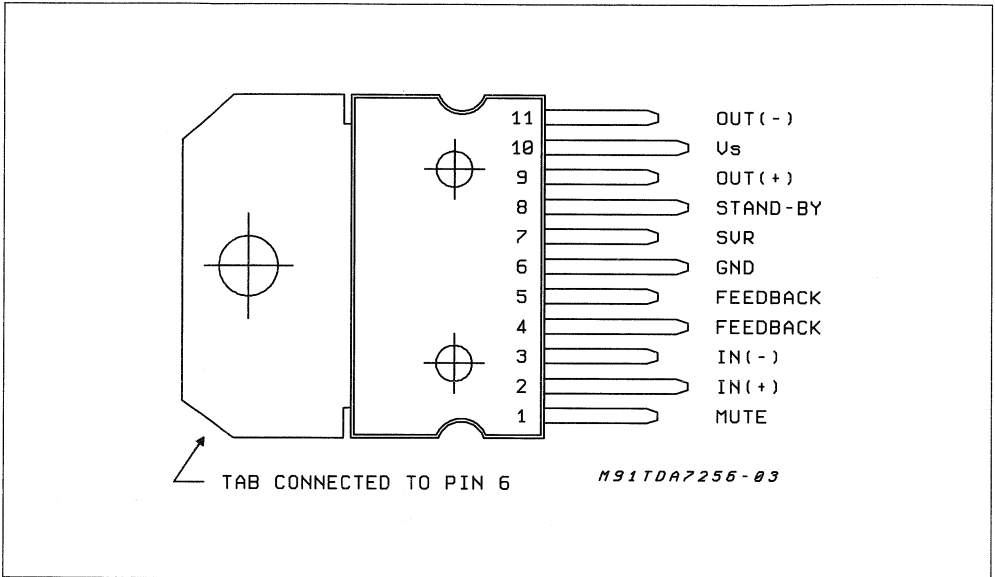 11 OUT(-)
10 Vs
9 OUT(+)
8 STAND-BY
7 SVR
6 GND
5 FEEDBACK
4 FEEDBACK
3 IN(-)
2 IN(+)
1 MUTE
TAB CONNECTED TO PIN 6
M91TDA7256-03